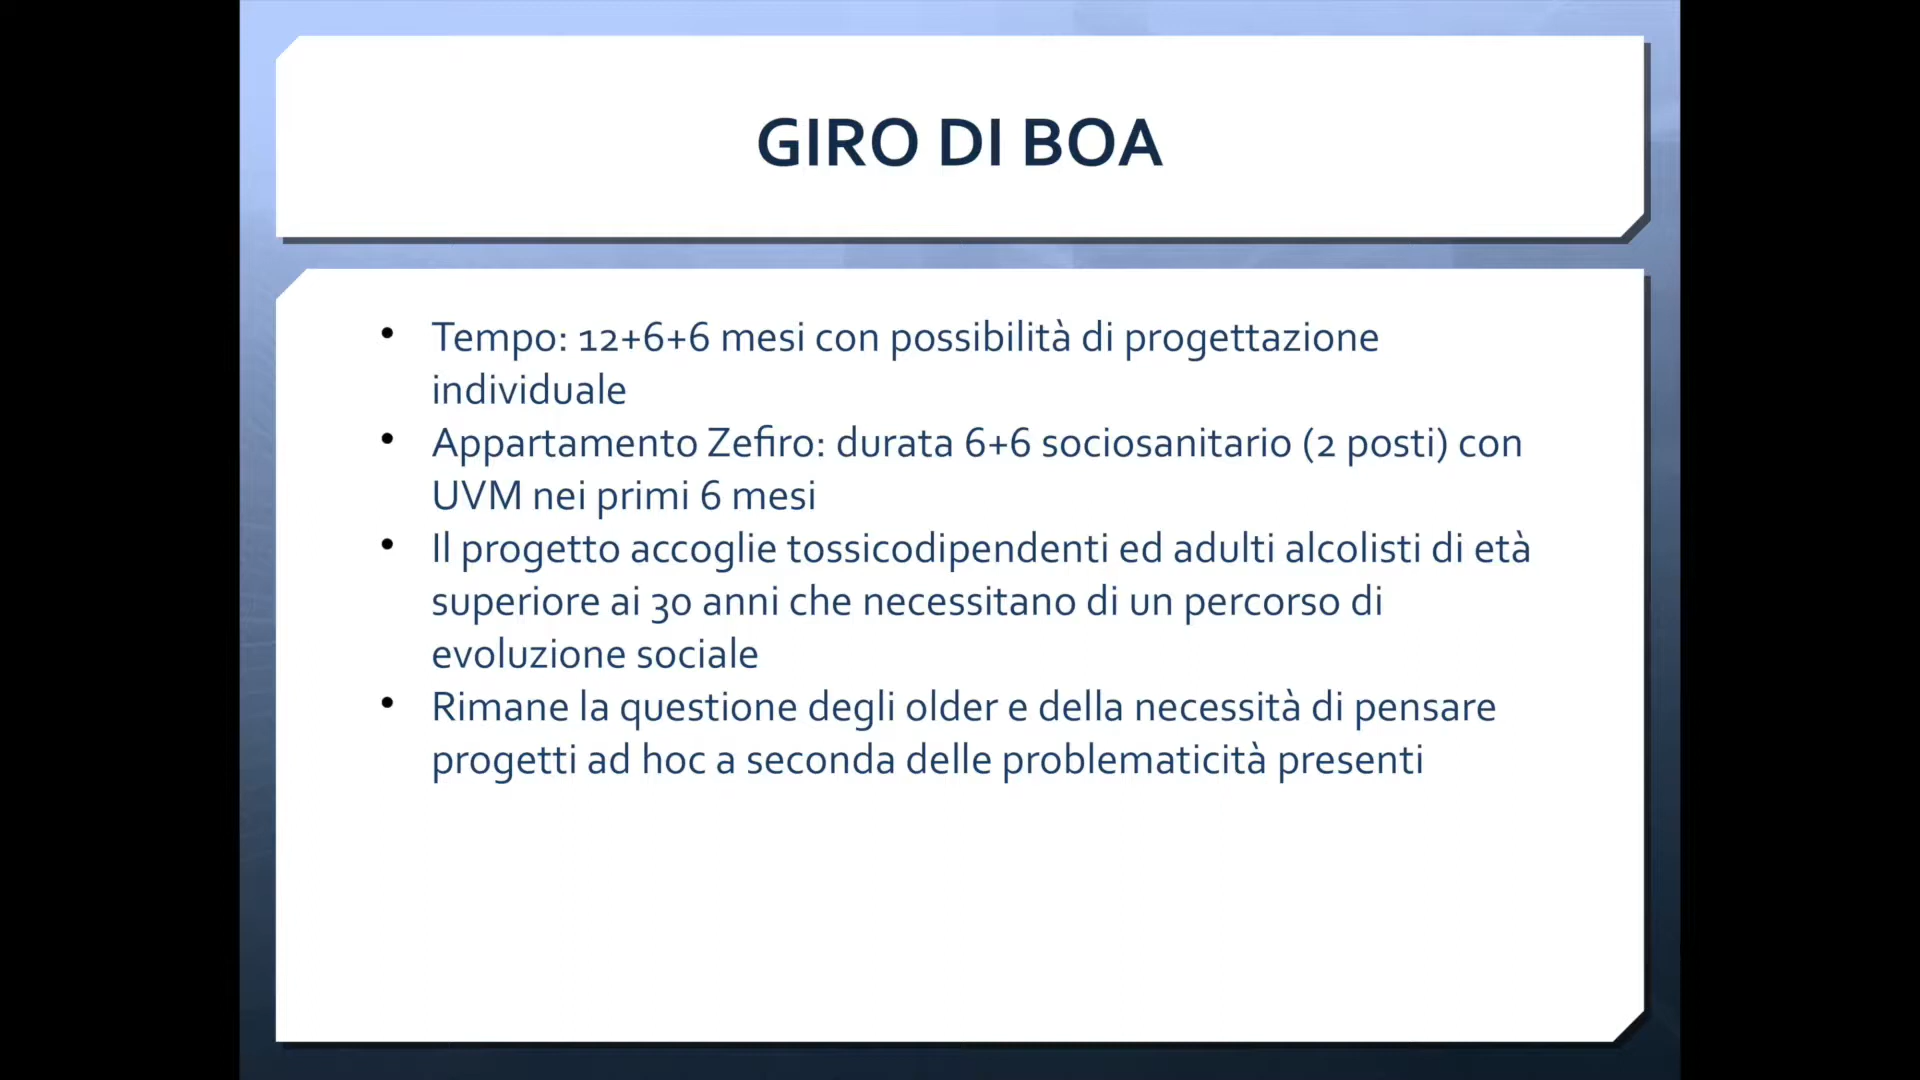 GIRO DI BOA
• Tempo: 12+6+6 mesi con possibilità di progettazione
individuale
• Appartamento Zefiro: durata 6+6 sociosanitario (2 posti) con
UVM nei primi 6 mesi
• Il progetto accoglie tossicodipendenti ed adulti alcolisti di età
superiore ai 30 anni che necessitano di un percorso di
evoluzione sociale
• Rimane la questione degli older e della necessità di pensare
progetti ad hoc a seconda delle problematicità presenti